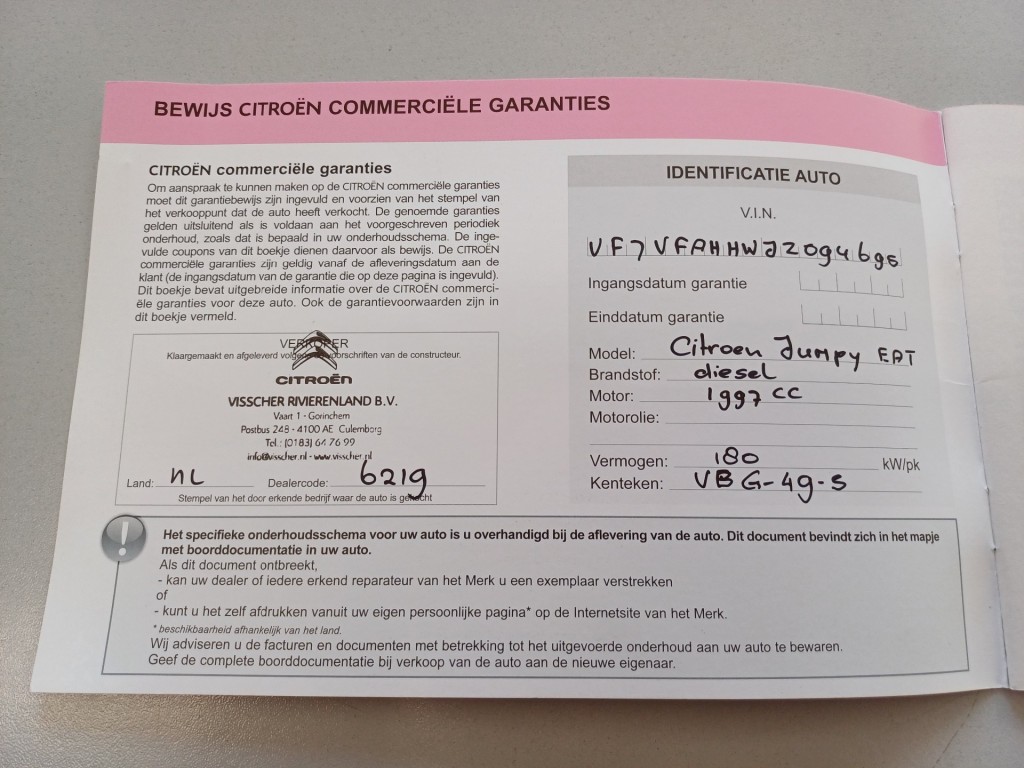 BEWIJS CITROËN COMMERCIËLE GARANTIES
CITROËN commerciële garanties
Om aanspraak te kunnen maken op de CITROËN commerciële garanties
moet dit garantiebewijs zijn ingevuld en voorzien van het stempel van
het verkooppunt dat de auto heeft verkocht. De genoemde garanties
gelden uitsluitend als is voldaan aan het voorgeschreven periodiek
onderhoud, zoals dat is bepaald in uw onderhoudsschema. De inge-
vulde coupons van dit boekje dienen daarvoor als bewijs. De CITROËN
commerciële garanties zijn geldig vanaf de afleveringsdatum aan de
klant (de ingangsdatum van de garantie die op deze pagina is ingevuld).
Dit boekje bevat uitgebreide informatie over de CITROËN commerci-
ële garanties voor deze auto. Ook de garantievoorwaarden zijn in
dit boekje vermeld.
VERKOPER
Klaargemaakt en afgeleverd volgens de voorschriften van de constructeur.
CITROËN
VISSCHER RIVIERENLAND B.V.
Vaart 1 - Gorinchem
Postbus 248 - 4100 AE Culemborg
Tel.: (0183) 64 76 99
info@visscher.nl - www.visscher.nl
Land: NL Dealercode: 6219
Stempel van het door erkende bedrijf waar de auto is gekocht
IDENTIFICATIE AUTO
V.I.N.
VF7VFAHHWJZ094695
Ingangsdatum garantie
Einddatum garantie
Model: Citroen Jumpy EAT
Brandstof: diesel
Motor: 1997 CC
Motorolie:
Vermogen: 180 kW/pk
Kenteken: VBG-49-S
Het specifieke onderhoudsschema voor uw auto is u overhandigd bij de aflevering van de auto. Dit document bevindt zich in het mapje
met boorddocumentatie in uw auto.
Als dit document ontbreekt,
- kan uw dealer of iedere erkend reparateur van het Merk u een exemplaar verstrekken
of
- kunt u het zelf afdrukken vanuit uw eigen persoonlijke pagina* op de Internetsite van het Merk.
* beschikbaarheid afhankelijk van het land.
Wij adviseren u de facturen en documenten met betrekking tot het uitgevoerde onderhoud aan uw auto te bewaren.
Geef de complete boorddocumentatie bij verkoop van de auto aan de nieuwe eigenaar.